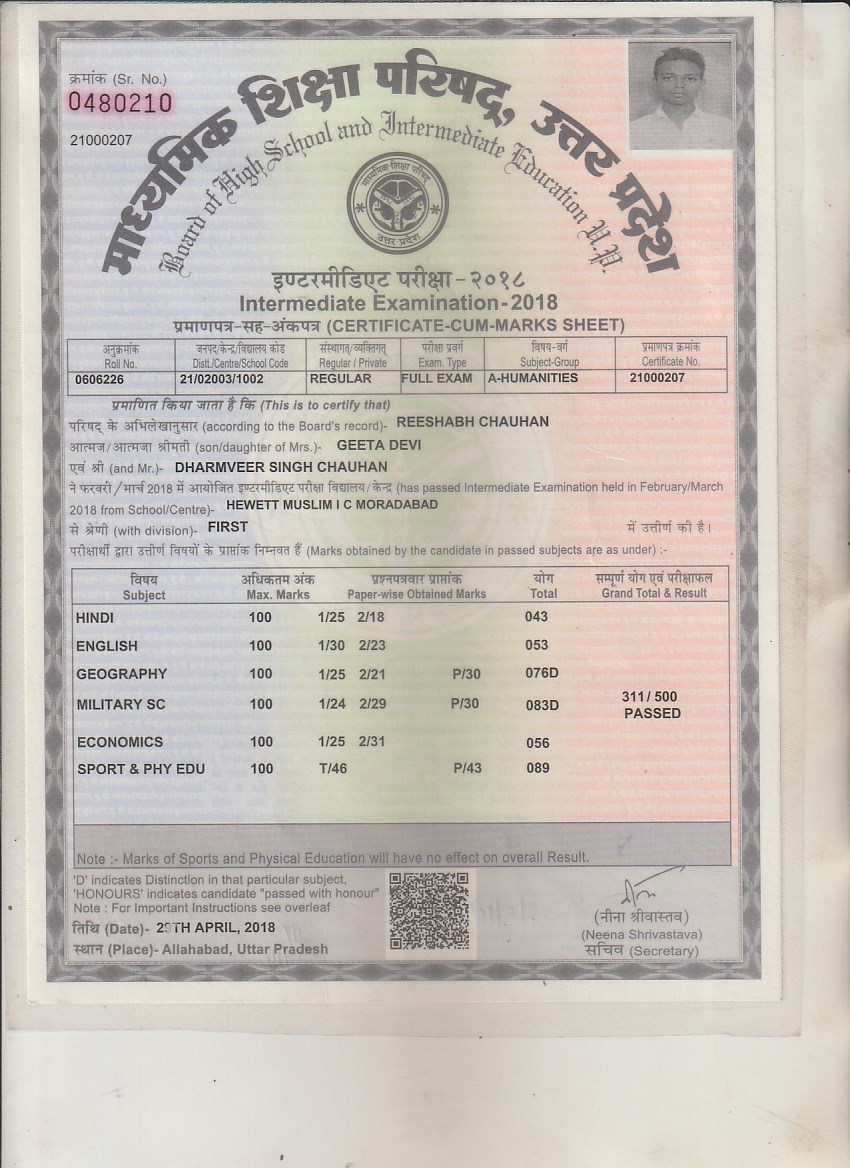 क्रमांक (Sr. No.)
0480210
21000207
माध्यमिक शिक्षा परिषद्, उत्तर प्रदेश
Board of High School and Intermediate Education U.P.
माध्यमिक शिक्षा परिषद्
उत्तर प्रदेश
इण्टरमीडिएट परीक्षा-२०१८
Intermediate Examination-2018
प्रमाणपत्र-सह-अंकपत्र (CERTIFICATE-CUM-MARKS SHEET)
अनुक्रमांक जनपद/केन्द्र/विद्यालय कोड संस्थागत/व्यक्तिगत परीक्षा प्रवर्ग विषय-वर्ग प्रमाणपत्र क्रमांक
Roll No. Distt./Centre/School Code Regular / Private Exam. Type Subject-Group Certificate No.
0606226 21/02003/1002 REGULAR FULL EXAM A-HUMANITIES 21000207
प्रमाणित किया जाता है कि (This is to certify that)
परिषद् के अभिलेखानुसार (according to the Board's record)- REESHABH CHAUHAN
आत्मज/आत्मजा श्रीमती (son/daughter of Mrs.)- GEETA DEVI
एवं श्री (and Mr.)- DHARMVEER SINGH CHAUHAN
ने फरवरी/मार्च 2018 में आयोजित इण्टरमीडिएट परीक्षा विद्यालय/केन्द्र (has passed Intermediate Examination held in February/March
2018 from School/Centre)- HEWETT MUSLIM I C MORADABAD
से श्रेणी (with division)- FIRST में उत्तीर्ण की है।
परीक्षार्थी द्वारा उत्तीर्ण विषयों के प्राप्तांक निम्नवत हैं (Marks obtained by the candidate in passed subjects are as under) :-
विषय अधिकतम अंक प्रश्नपत्रवार प्राप्तांक योग सम्पूर्ण योग एवं परीक्षाफल
Subject Max. Marks Paper-wise Obtained Marks Total Grand Total & Result
HINDI 100 1/25 2/18 043
ENGLISH 100 1/30 2/23 053
GEOGRAPHY 100 1/25 2/21 P/30 076D
MILITARY SC 100 1/24 2/29 P/30 083D 311/ 500
PASSED
ECONOMICS 100 1/25 2/31 056
SPORT & PHY EDU 100 T/46 P/43 089
Note :- Marks of Sports and Physical Education will have no effect on overall Result.
'D' indicates Distinction in that particular subject,
'HONOURS' indicates candidate "passed with honour"
Note : For Important Instructions see overleaf
तिथि (Date)- 29TH APRIL, 2018
स्थान (Place)- Allahabad, Uttar Pradesh
(नीना श्रीवास्तव)
(Neena Shrivastava)
सचिव (Secretary)